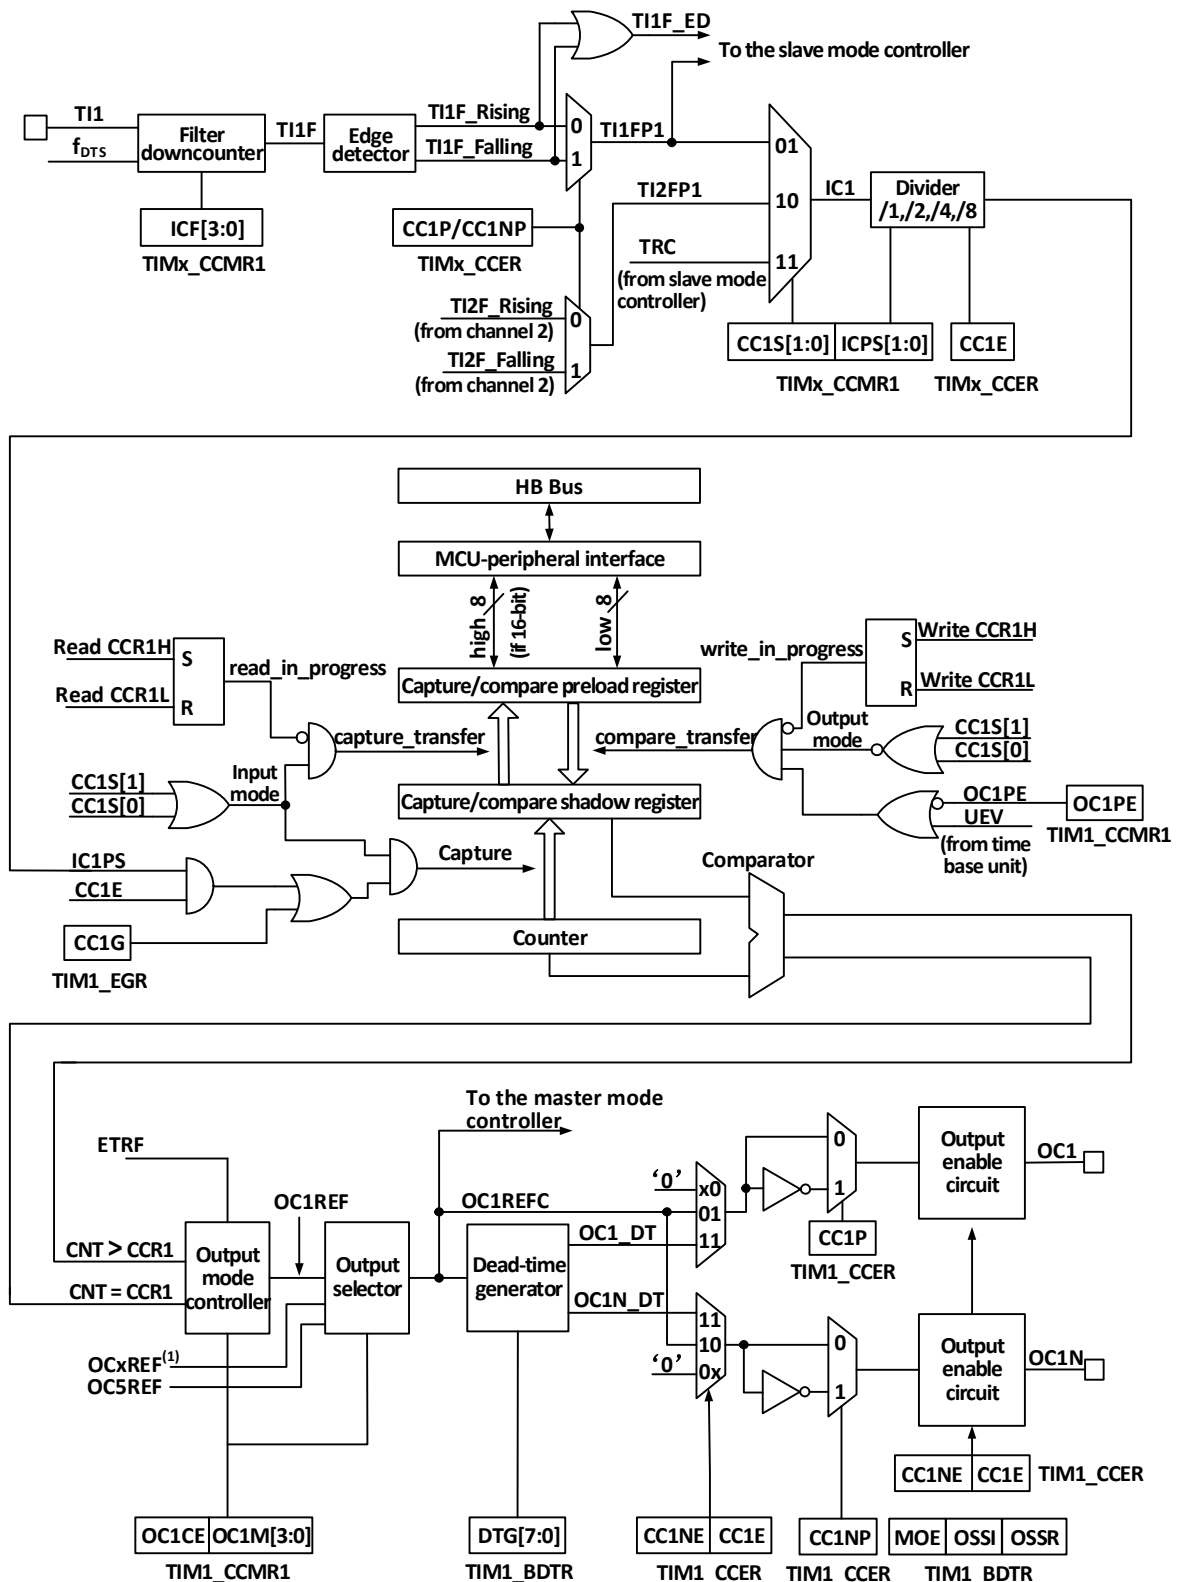 TI1F_ED
To the slave mode controller
TI1
fDTS
Filter
downcounter
TI1F
Edge
detector
TI1F_Rising
TI1F_Falling
0
1
TI1FP1
01
10
11
TI2FP1
IC1
Divider
/1,/2,/4,/8
ICF[3:0]
TIMx_CCMR1
CC1P/CC1NP
TIMx_CCER
TRC
(from slave mode
controller)
TI2F_Rising
(from channel 2)
TI2F_Falling
(from channel 2)
0
1
CC1S[1:0]
ICPS[1:0]
CC1E
TIMx_CCMR1
TIMx_CCER
HB Bus
MCU-peripheral interface
high
8
(if 16-bit)
low
8
Read CCR1H
Read CCR1L
S
R
read_in_progress
Capture/compare preload register
write_in_progress
S
R
Write CCR1H
Write CCR1L
capture_transfer
compare_transfer
Output
mode
CC1S[1]
CC1S[0]
CC1S[1]
CC1S[0]
Input
mode
Capture/compare shadow register
OC1PE
UEV
(from time
base unit)
OC1PE
TIM1_CCMR1
IC1PS
CC1E
Capture
Comparator
CC1G
TIM1_EGR
Counter
To the master mode
controller
ETRF
OC1REF
CNT > CCR1
CNT = CCR1
Output
mode
controller
Output
selector
OC1REFC
Dead-time
generator
OC1_DT
OC1N_DT
‘0’
x0
01
11
11
10
0x
‘0’
0
1
CC1P
TIM1_CCER
Output
enable
circuit
OC1
0
1
Output
enable
circuit
OC1N
OCxREF(1)
OC5REF
CC1NE
CC1E
TIM1_CCER
OC1CE
OC1M[3:0]
TIM1_CCMR1
DTG[7:0]
TIM1_BDTR
CC1NE
CC1E
TIM1_CCER
CC1NP
TIM1_CCER
MOE
OSSI
OSSR
TIM1_BDTR